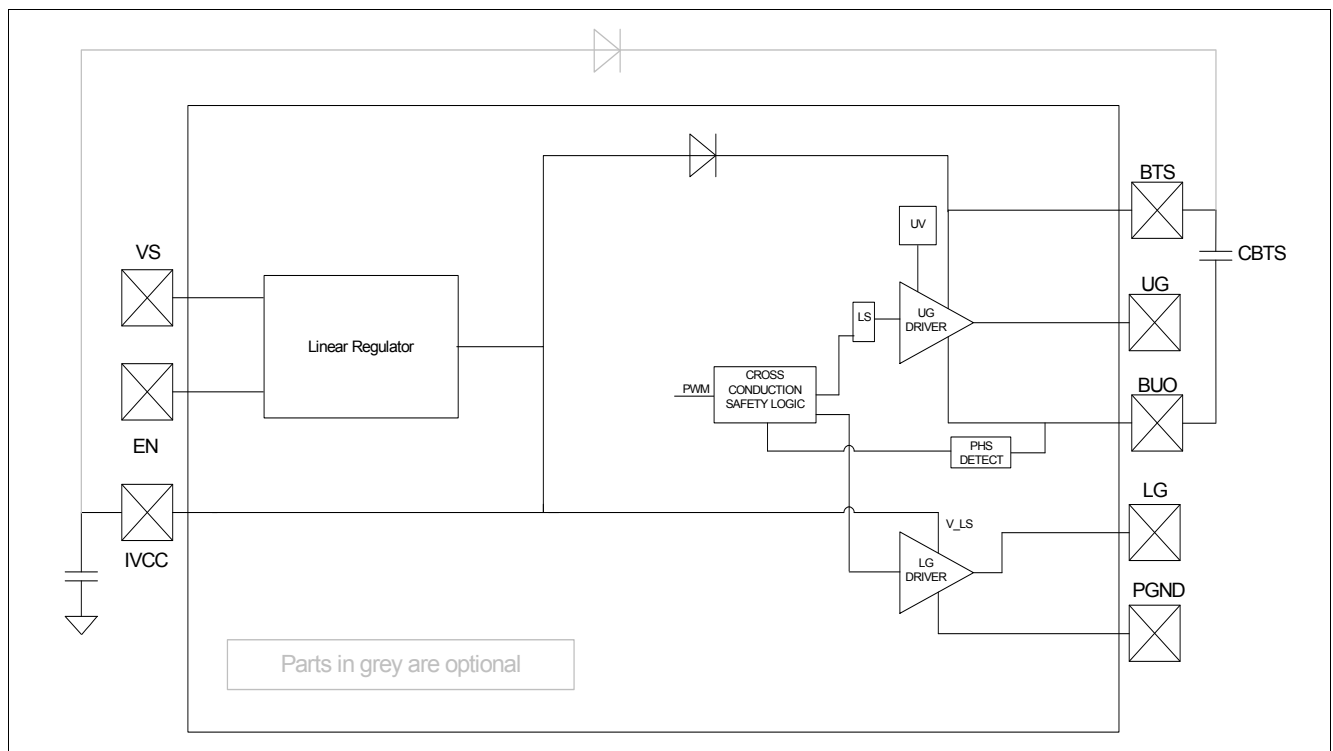 BTS
VS
UV
CBTS
UG
LS
UG
DRIVER
Linear Regulator
CROSS
CONDUCTION
SAFETY LOGIC
PWM
BUO
EN
PHS
DETECT
LG
IVCC
V_LS
LG
DRIVER
PGND
Parts in grey are optional